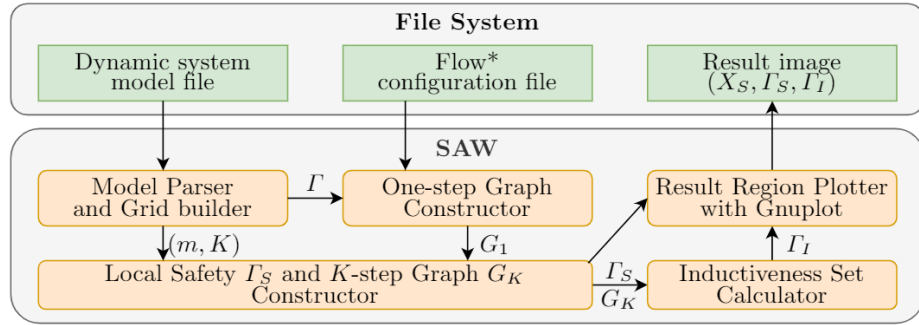 File System
Dynamic system
model file
Flow*
configuration file
Result image
(X_S, Γ_S, Γ_I)
SAW
Model Parser
and Grid builder
Γ
One-step Graph
Constructor
Result Region Plotter
with Gnuplot
(m, K)
G_1
Γ_I
Local Safety Γ_S and K-step Graph G_K
Constructor
Γ_S
G_K
Inductiveness Set
Calculator